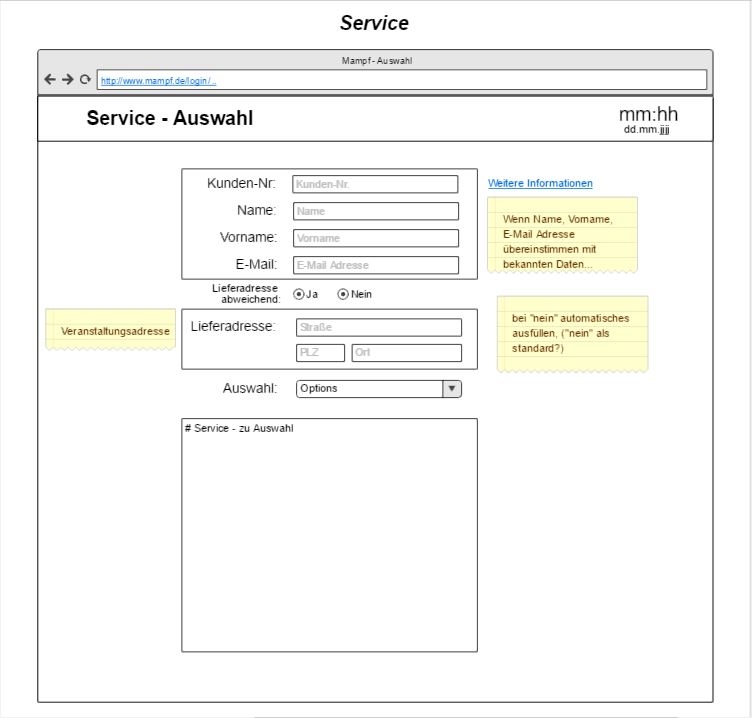 Service
Mampf - Auswahl
http://www.mampf.de/login/...
Service - Auswahl
mm:hh
dd.mm.jjjj
Kunden-Nr:
Kunden-Nr.
Weitere Informationen
Name:
Name
Vorname:
Vorname
E-Mail:
E-Mail Adresse
Wenn Name, Vorname,
E-Mail Adresse
übereinstimmen mit
bekannten Daten...
Lieferadresse
abweichend:
Ja
Nein
Veranstaltungsadresse
Lieferadresse:
Straße
PLZ
Ort
bei "nein" automatisches
ausfüllen, ("nein" als
standard?)
Auswahl:
Options
# Service - zu Auswahl